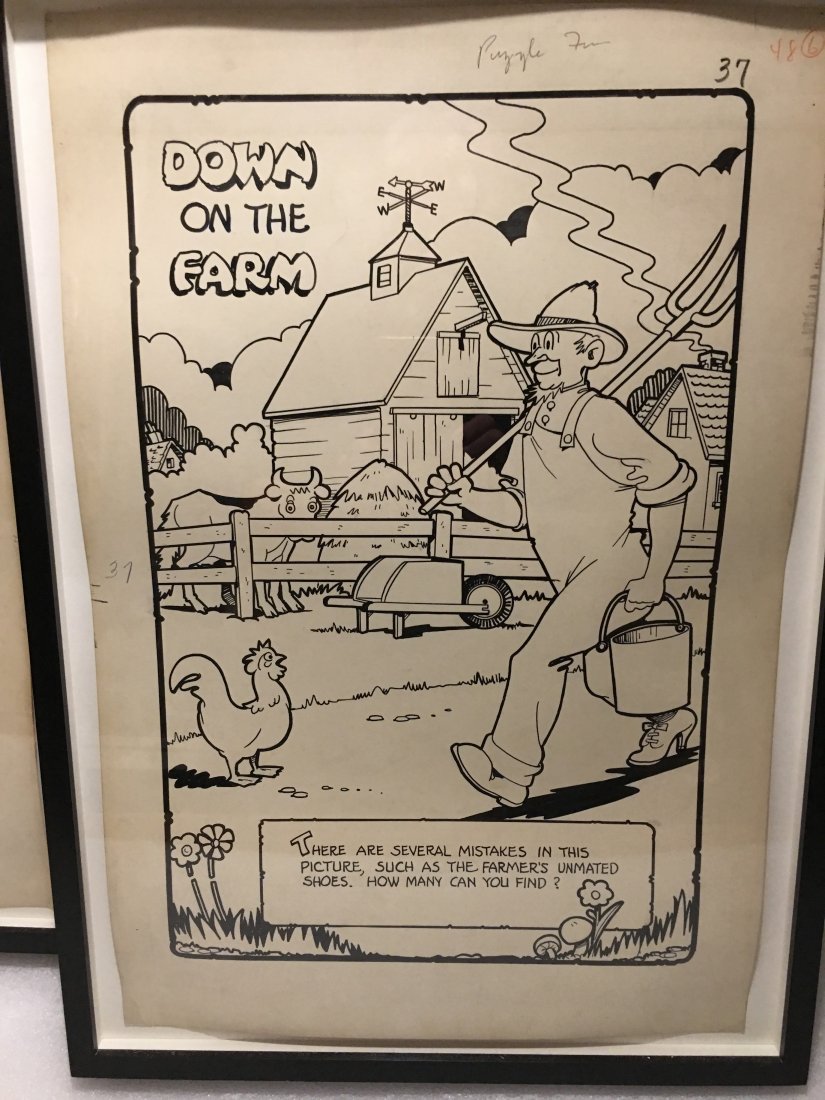 Puzzle Fun
48 6
37
DOWN
ON THE
FARM
W
E
W
E
37
THERE ARE SEVERAL MISTAKES IN THIS
PICTURE, SUCH AS THE FARMER'S UNMATED
SHOES. HOW MANY CAN YOU FIND?